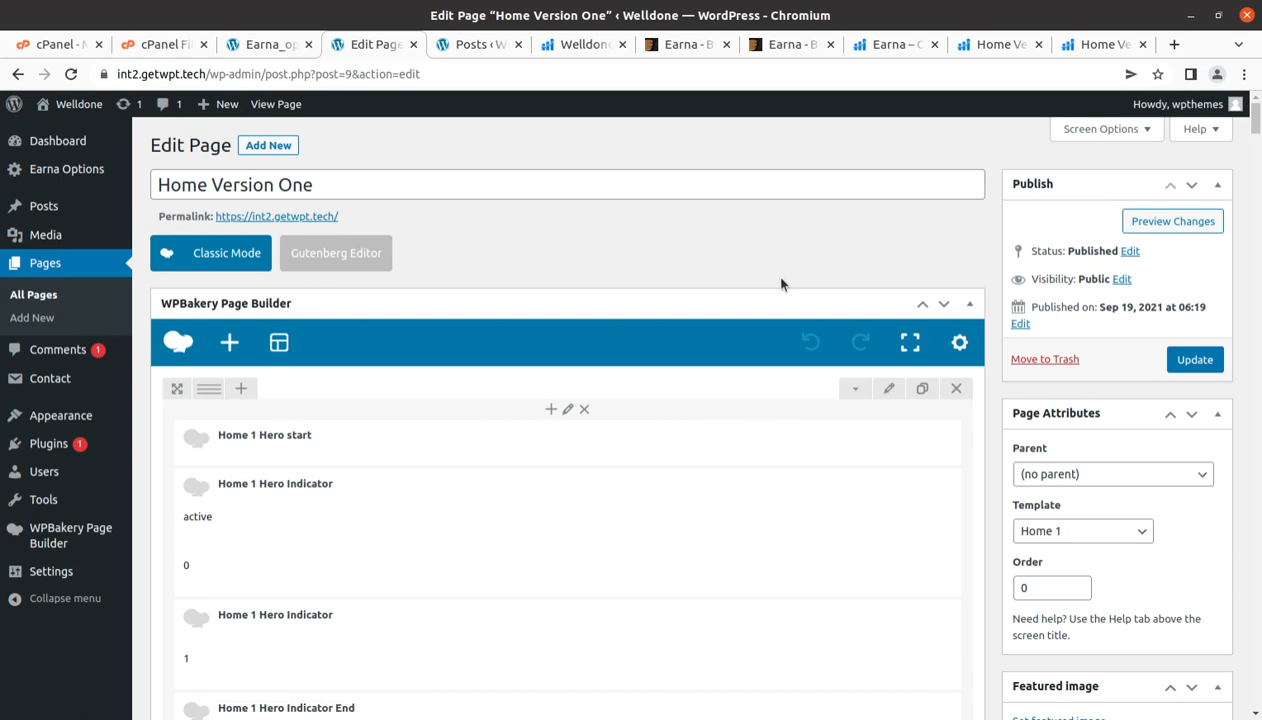 Edit Page “Home Version One” ‹ Welldone — WordPress - Chromium
cPanel - M
cPanel Fi
Earna_op
Edit Page
Posts ‹ W
Welldon
Earna - B
Earna - B
Earna – C
Home Ve
Home Ve
int2.getwpt.tech/wp-admin/post.php?post=9&action=edit
Welldone
1
1
New
View Page
Howdy, wpthemes
Dashboard
Earna Options
Posts
Media
Pages
All Pages
Add New
Comments 1
Contact
Appearance
Plugins 1
Users
Tools
WPBakery Page
Builder
Settings
Collapse menu
Screen Options
Help
Edit Page
Add New
Home Version One
Permalink: https://int2.getwpt.tech/
Classic Mode
Gutenberg Editor
WPBakery Page Builder
Home 1 Hero start
Home 1 Hero Indicator
active
0
Home 1 Hero Indicator
1
Home 1 Hero Indicator End
Publish
Preview Changes
Status: Published Edit
Visibility: Public Edit
Published on: Sep 19, 2021 at 06:19
Edit
Move to Trash
Update
Page Attributes
Parent
(no parent)
Template
Home 1
Order
0
Need help? Use the Help tab above the
screen title.
Featured image
Set featured image